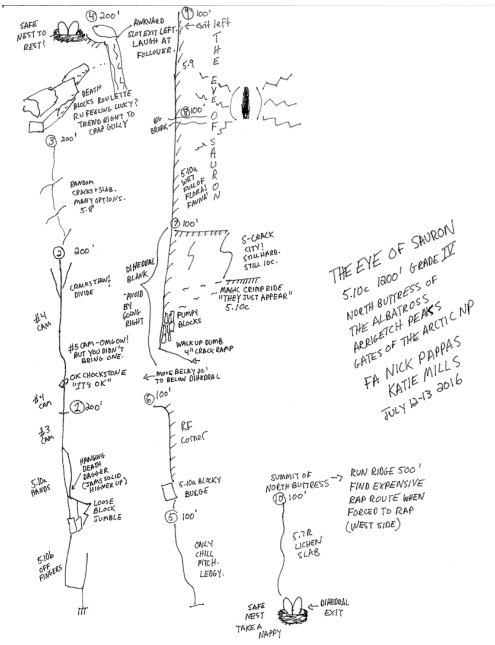 SAFE
NEST TO
REST!
4 200'
AWKWARD
SLOT EXIT LEFT.
LAUGH AT
FOLLOWER.
DEATH
BLOCKS ROULETTE
R U FEELING LUCKY?
TREND RIGHT TO
CRAP GULLY
3 200'
RANDOM
CRACKS + SLAB.
MANY OPTIONS.
5.8
2 200'
CRACKS THIN!
DIVIDE
#4
CAM
#5 CAM-OMGOW!
BUT YOU DIDN'T
BRING ONE.
OK CHOCKSTONE
"IT'S OK"
#4
CAM
1 200'
#3
CAM
HANGING
DEATH
DAGGER
(JAMS SOLID
HIGHER UP)
5.10a
HANDS
LOOSE
BLOCK
JUMBLE
5.10b
OFF
FINGERS
9 100'
exit left
5.9
THE EYE OF SAURON
8 100'
BIG
BREAK
5.10a
WET
FULL OF
FLORA!
FAUNA!
7 100'
DIHEDRAL
BLANK
-AVOID
BY
GOING
RIGHT
5-CRACK
CITY!
STILL HARD.
STILL 10C.
MAGIC CRIMP RIDE
"THEY JUST APPEAR"
5.10c
PUMPY
BLOCKS
WACK UP DUMB
4" CRACK RAMP
MOVE BELAY 20'
TO BELOW DIHEDRAL
6 100'
RF
Corner
5.10a BLOCKY
BULGE
5 100'
ONLY
CHILL
PITCH.
LEDGY.
THE EYE OF SAURON
5.10c 1200' GRADE IV
NORTH BUTTRESS OF
THE ALBATROSS
ARRIGETCH PEAKS
GATES OF THE ARCTIC NP
FA NICK PAPPAS
KATIE MILLS
JULY 12-13 2016
SUMMIT OF
NORTH BUTTRESS
10 100'
RUN RIDGE 500'
FIND EXPENSIVE
RAP ROUTE WHEN
FORCED TO RAP
(WEST SIDE)
5.7R
LICHEN
SLAB
SAFE
NEST
TAKE A
NAPPY
DIHEDRAL
EXIT